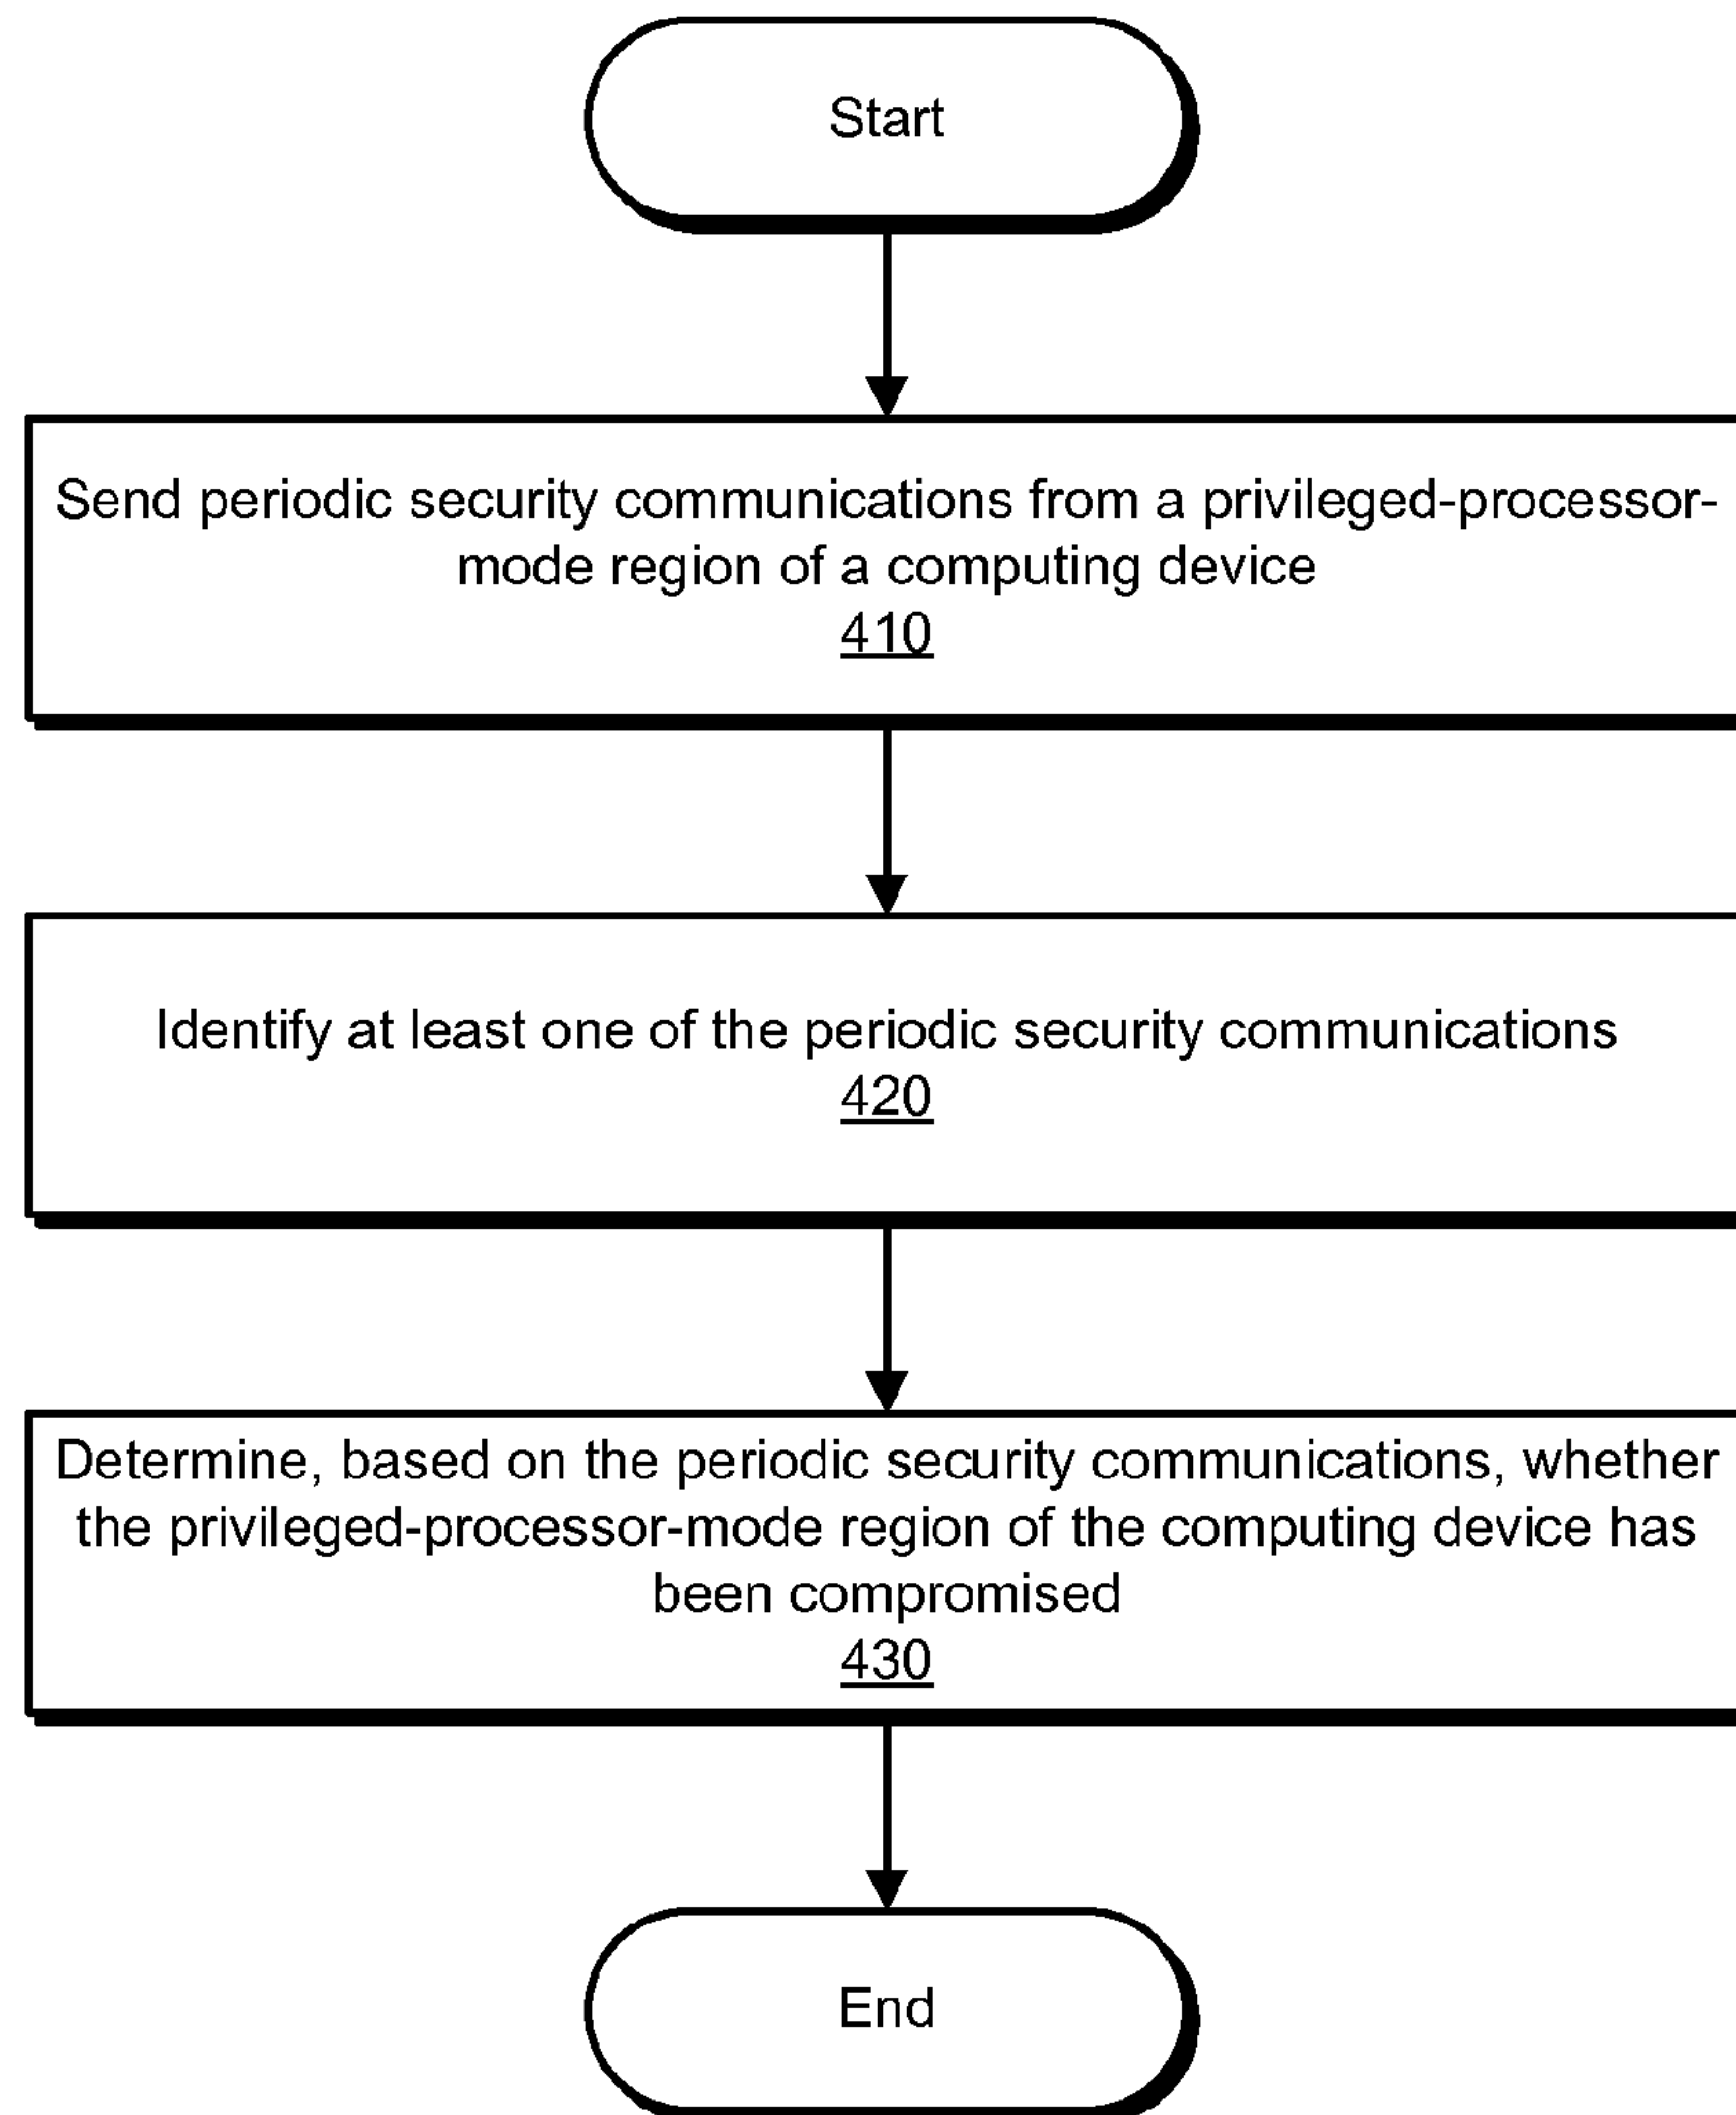 Start
Send periodic security communications from a privileged-processor-
mode region of a computing device
410
Identify at least one of the periodic security communications
420
Determine, based on the periodic security communications, whether
the privileged-processor-mode region of the computing device has
been compromised
430
End